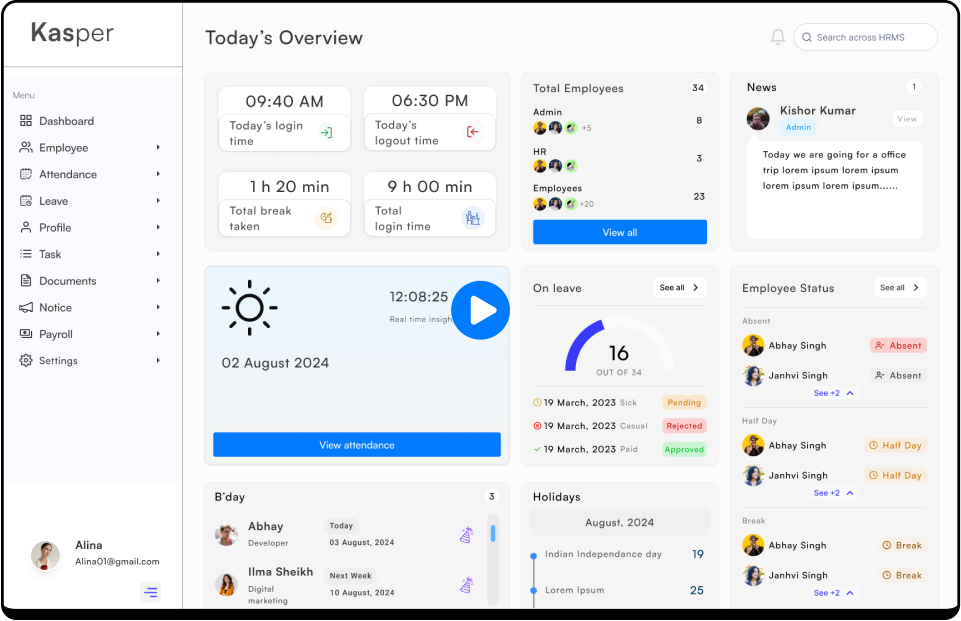 Kasper
Menu
Dashboard
Employee
Attendance
Leave
Profile
Task
Documents
Notice
Payroll
Settings
Alina
Alina01@gmail.com
Today's Overview
Search across HRMS
09:40 AM
Today's login
time
06:30 PM
Today's
logout time
1 h 20 min
Total break
taken
9 h 00 min
Total
login time
Total Employees 34
Admin
+5 8
HR
3
Employees
+20 23
View all
News 1
Kishor Kumar
Admin
View
Today we are going for a office
trip lorem ipsum lorem ipsum
lorem ipsum lorem ipsum......
12:08:25
Real time insigh
02 August 2024
View attendance
On leave See all
16
OUT OF 34
19 March, 2023 Sick Pending
19 March, 2023 Casual Rejected
19 March, 2023 Paid Approved
Employee Status See all
Absent
Abhay Singh Absent
Janhvi Singh Absent
See +2
Half Day
Abhay Singh Half Day
Janhvi Singh Half Day
See +2
Break
Abhay Singh Break
Janhvi Singh Break
See +2
B'day 3
Abhay
Developer
Today
03 August, 2024
Ilma Sheikh
Digital
marketing
Next Week
10 August, 2024
Holidays
August, 2024
Indian Independance day 19
Lorem Ipsum 25